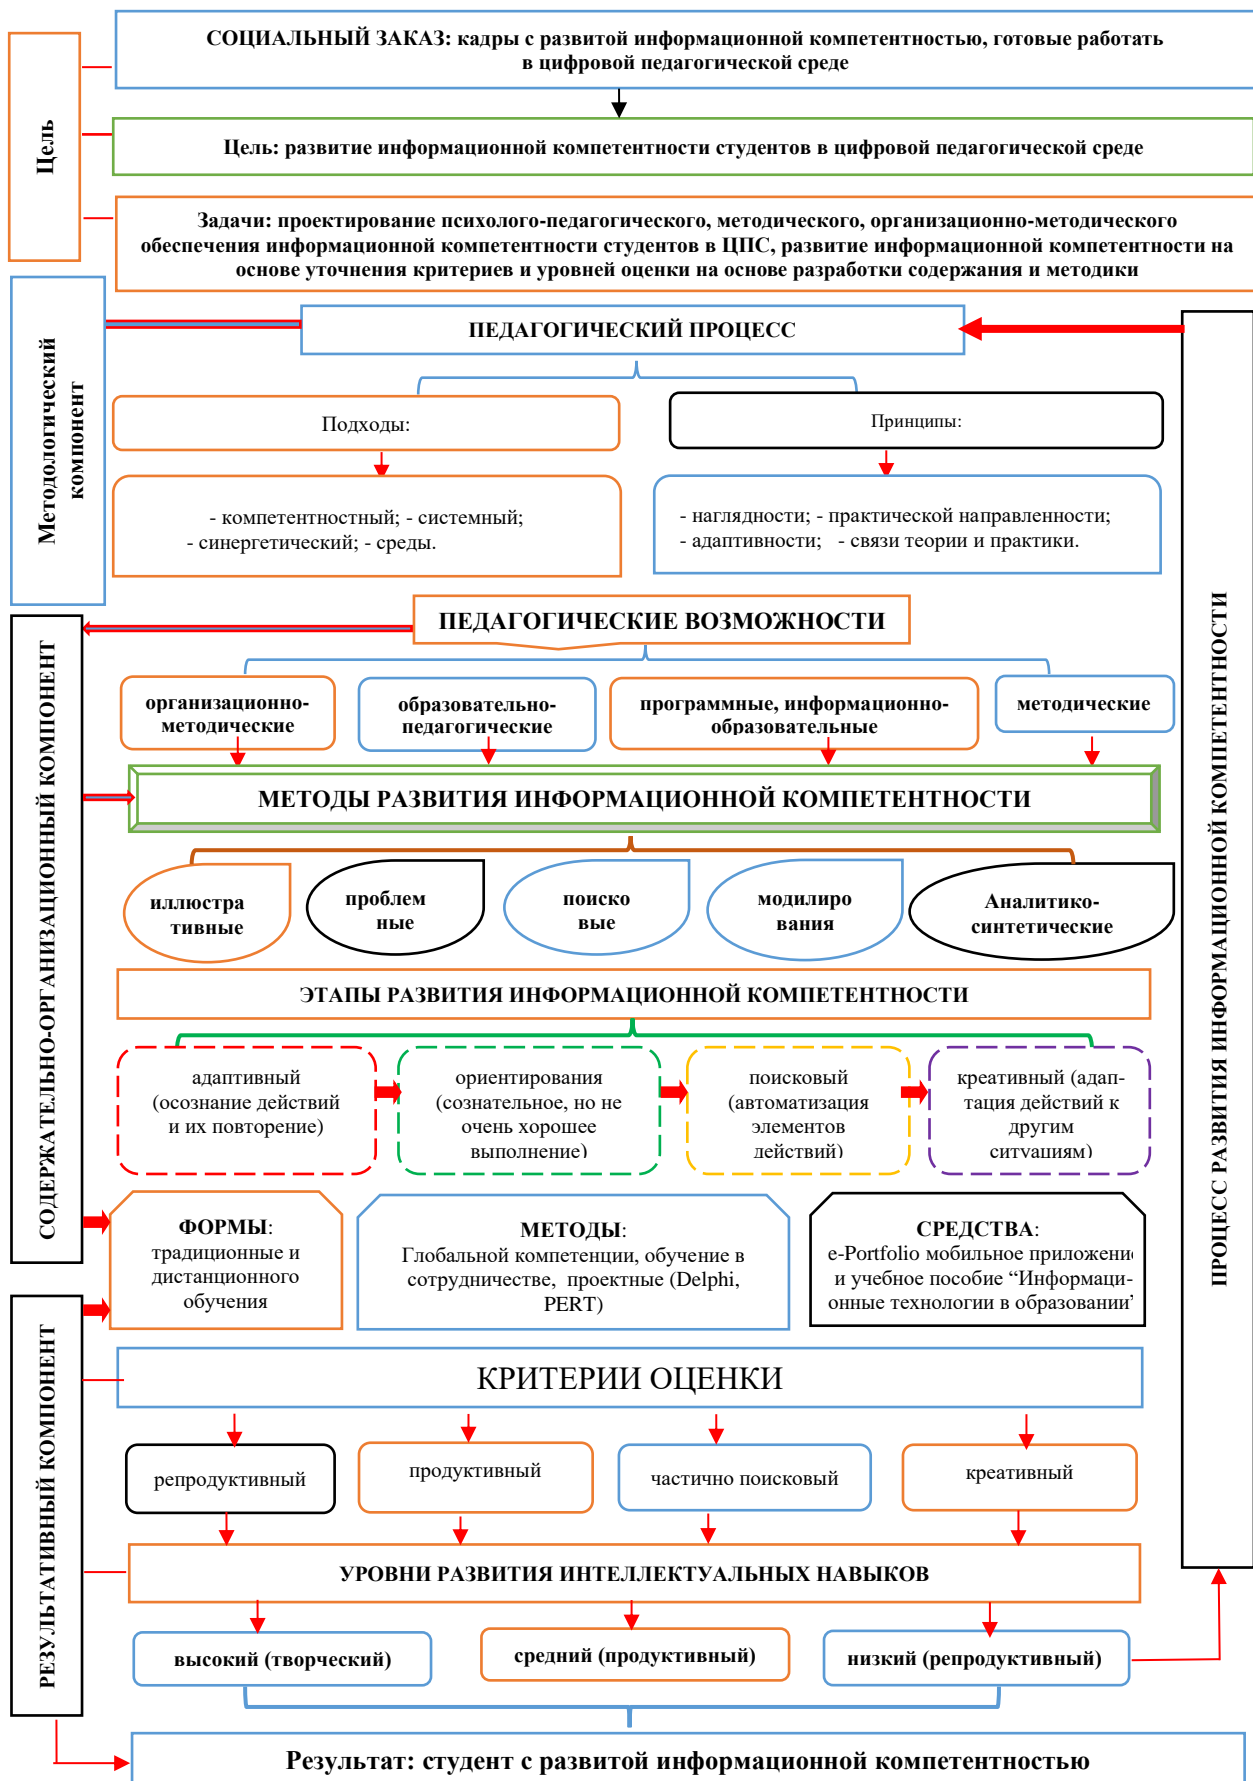 СОЦИАЛЬНЫЙ ЗАКАЗ: кадры с развитой информационной компетентностью, готовые работать
в цифровой педагогической среде
Цель
Цель: развитие информационной компетентности студентов в цифровой педагогической среде
Задачи: проектирование психолого-педагогического, методического, организационно-методического
обеспечения информационной компетентности студентов в ЦПС, развитие информационной компетентности на
основе уточнения критериев и уровней оценки на основе разработки содержания и методики
Методологический
компонент
ПЕДАГОГИЧЕСКИЙ ПРОЦЕСС
Подходы:
Принципы:
- компетентностный; - системный;
- синергетический; - среды.
- наглядности; - практической направленности;
- адаптивности; - связи теории и практики.
ПРОЦЕСС РАЗВИТИЯ ИНФОРМАЦИОННОЙ КОМПЕТЕНТНОСТИ
СОДЕРЖАТЕЛЬНО-ОРГАНИЗАЦИОННЫЙ КОМПОНЕНТ
ПЕДАГОГИЧЕСКИЕ ВОЗМОЖНОСТИ
организационно-
методические
образовательно-
педагогические
программные, информационно-
образовательные
методические
МЕТОДЫ РАЗВИТИЯ ИНФОРМАЦИОННОЙ КОМПЕТЕНТНОСТИ
иллюстра
тивные
проблем
ные
поиско
вые
модилиро
вания
Аналитико-
синтетические
ЭТАПЫ РАЗВИТИЯ ИНФОРМАЦИОННОЙ КОМПЕТЕНТНОСТИ
адаптивный
(осознание действий
и их повторение)
ориентирования
(сознательное, но не
очень хорошее
выполнение)
поисковый
(автоматизация
элементов
действий)
креативный (адап-
тация действий к
другим
ситуациям)
ФОРМЫ:
традиционные и
дистанционного
обучения
МЕТОДЫ:
Глобальной компетенции, обучение в
сотрудничестве, проектные (Delphi,
PERT)
СРЕДСТВА:
e-Portfolio мобильное приложение
и учебное пособие “Информаци-
онные технологии в образовании”
РЕЗУЛЬТАТИВНЫЙ КОМПОНЕНТ
КРИТЕРИИ ОЦЕНКИ
репродуктивный
продуктивный
частично поисковый
креативный
УРОВНИ РАЗВИТИЯ ИНТЕЛЛЕКТУАЛЬНЫХ НАВЫКОВ
высокий (творческий)
средний (продуктивный)
низкий (репродуктивный)
Результат: студент с развитой информационной компетентностью